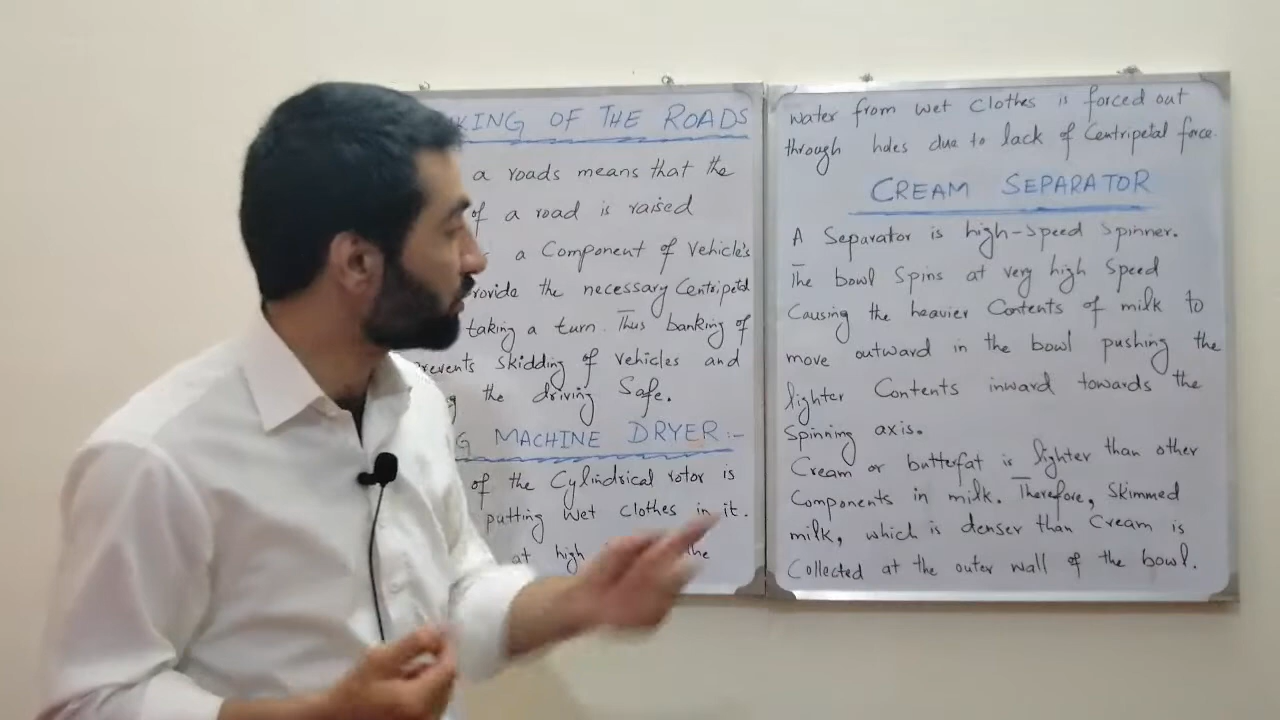 KING OF THE ROADS
a roads means that the
of a road is raised
a Component of Vehicle's
rovide the necessary Centripetal
taking a turn. Thus banking of
revents skidding of vehicles and
the driving Safe.
G MACHINE DRYER:-
of the Cylindrical rotor is
putting wet clothes in it.
at high the
water from wet clothes is forced out
through holes due to lack of Centripetal force.
CREAM SEPARATOR
A Separator is high-speed spinner.
The bowl spins at very high speed
Causing the heavier Contents of milk to
move outward in the bowl pushing the
lighter Contents inward towards the
spinning axis.
Cream or butterfat is lighter than other
Components in milk. Therefore, skimmed
milk, which is denser than Cream is
Collected at the outer wall of the bowl.